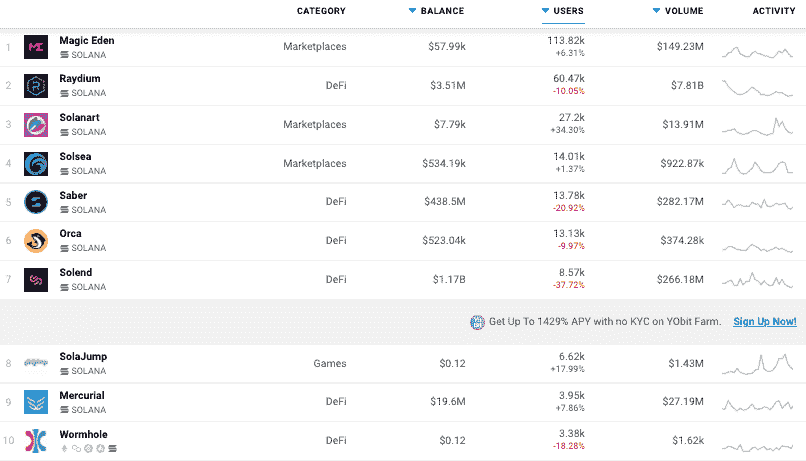 CATEGORY BALANCE USERS VOLUME ACTIVITY
1 Magic Eden SOLANA Marketplaces $57.99k 113.82k +6.31% $149.23M
2 Raydium SOLANA DeFi $3.51M 60.47k -10.05% $7.81B
3 Solanart SOLANA Marketplaces $7.79k 27.2k +34.30% $13.91M
4 Solsea SOLANA Marketplaces $534.19k 14.01k +1.37% $922.87k
5 Saber SOLANA DeFi $438.5M 13.78k -20.92% $282.17M
6 Orca SOLANA DeFi $523.04k 13.13k -9.97% $374.28k
7 Solend SOLANA DeFi $1.17B 8.57k -37.72% $266.18M
Get Up To 1429% APY with no KC on YObit Farm. Sign Up Now!
8 SolaJump SOLANA Games $0.12 6.62k +17.99% $1.43M
9 Mercurial SOLANA DeFi $19.6M 3.95k +7.86% $27.19M
10 Wormhole DeFi $0.12 3.38k -18.28% $1.62k